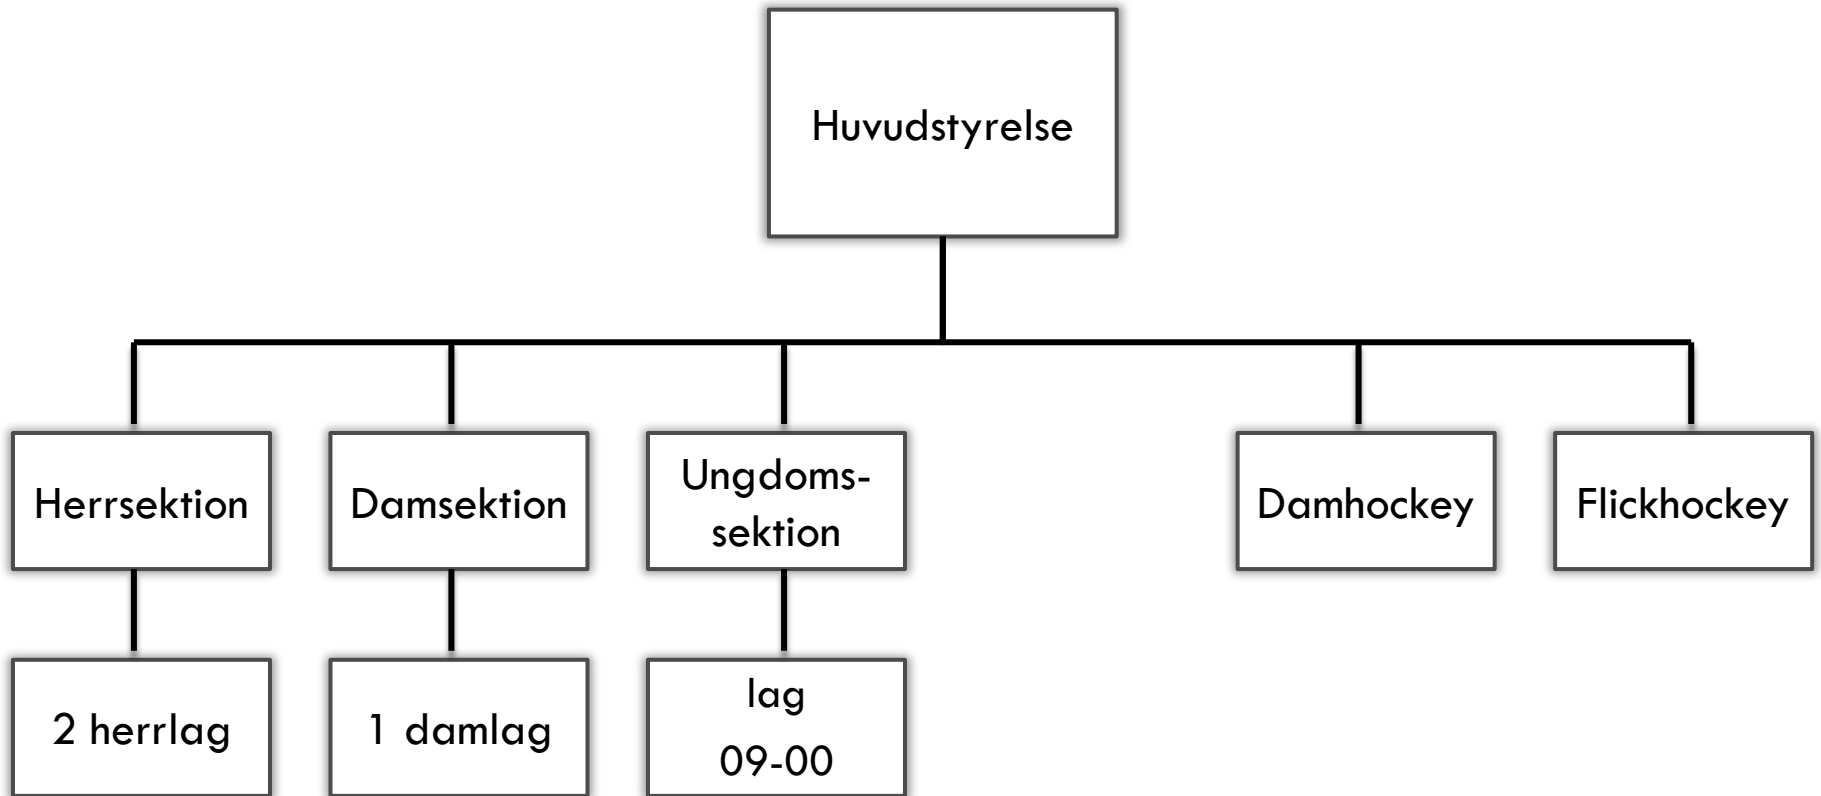 Huvudstyrelse
Herrsektion
Damsektion
Ungdoms-
sektion
Damhockey
Flickhockey
2 herrlag
1 damlag
lag
09-00